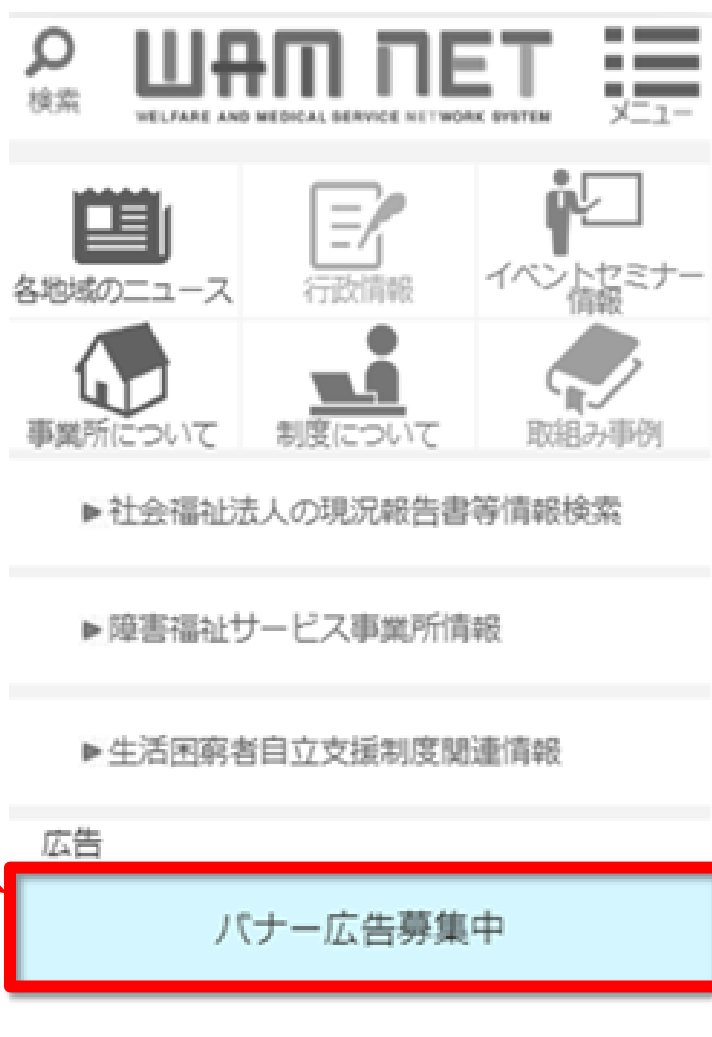 検索
WAM NET
WELFARE AND MEDICAL SERVICE NETWORK SYSTEM
メニュー
各地域のニュース
行政情報
イベントセミナー
情報
事業所について
制度について
取組み事例
▶社会福祉法人の現況報告書等情報検索
▶障害福祉サービス事業所情報
▶生活困窮者自立支援制度関連情報
広告
バナー広告募集中